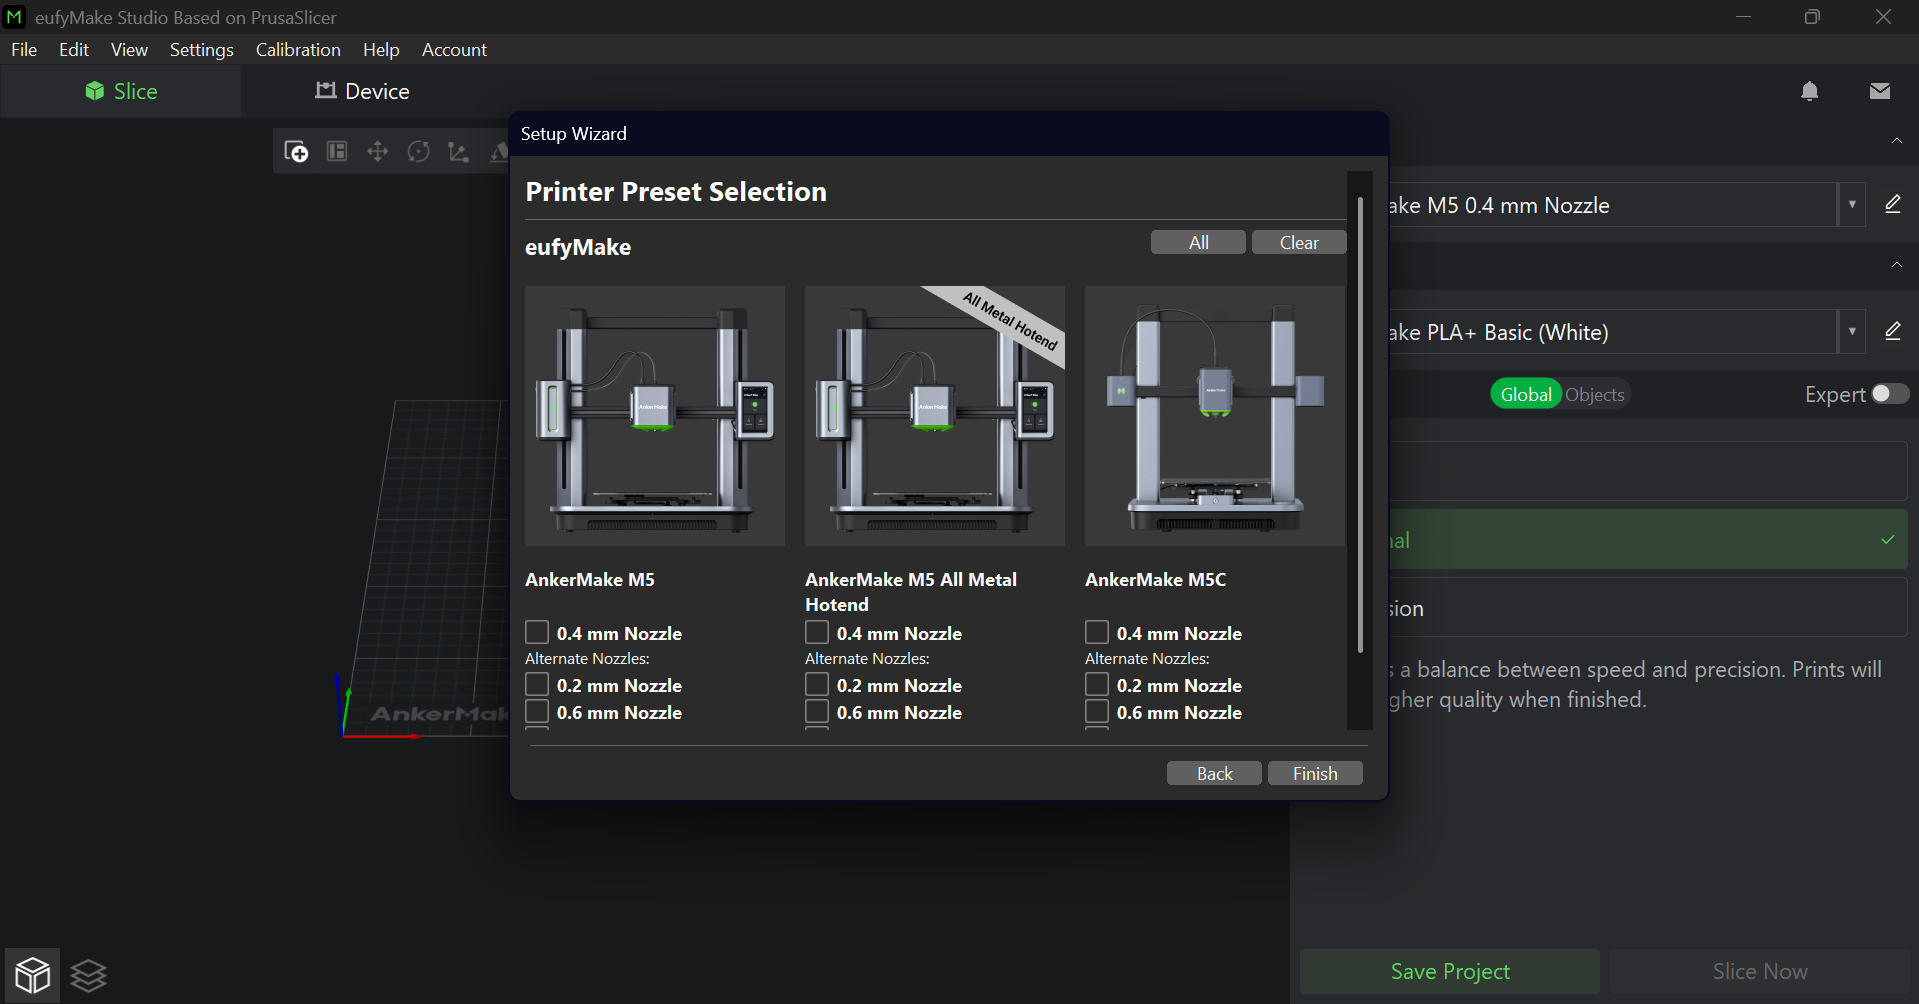 eufyMake Studio Based on PrusaSlicer
File Edit View Settings Calibration Help Account
Slice
Device
Setup Wizard
Printer Preset Selection
eufyMake
All
Clear
All Metal Hotend
AnkerMake
AnkerMake
AnkerMake M5
AnkerMake M5 All Metal
Hotend
AnkerMake M5C
0.4 mm Nozzle
Alternate Nozzles:
0.2 mm Nozzle
0.6 mm Nozzle
0.4 mm Nozzle
Alternate Nozzles:
0.2 mm Nozzle
0.6 mm Nozzle
0.4 mm Nozzle
Alternate Nozzles:
0.2 mm Nozzle
0.6 mm Nozzle
Back
Finish
ake M5 0.4 mm Nozzle
ake PLA+ Basic (White)
Global
Objects
Expert
nal
sion
s a balance between speed and precision. Prints will
gher quality when finished.
AnkerMak
Save Project
Slice Now